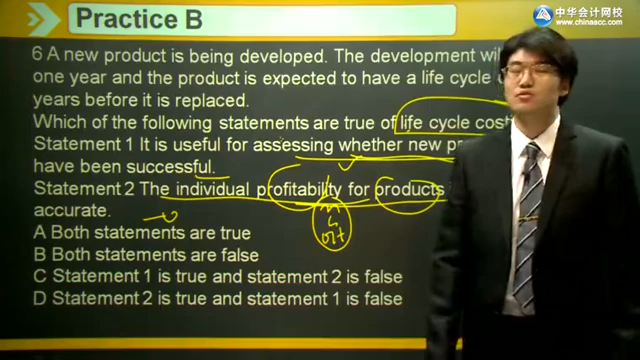 Practice B
中华会计网校
www.chinaacc.com
6 A new product is being developed. The development wil
one year and the product is expected to have a life cycle
years before it is replaced.
Which of the following statements are true of life cycle cost
Statement 1 It is useful for assessing whether new pr
have been successful.
Statement 2 The individual profitability for products
accurate.
A Both statements are true
B Both statements are false
C Statement 1 is true and statement 2 is false
D Statement 2 is true and statement 1 is false